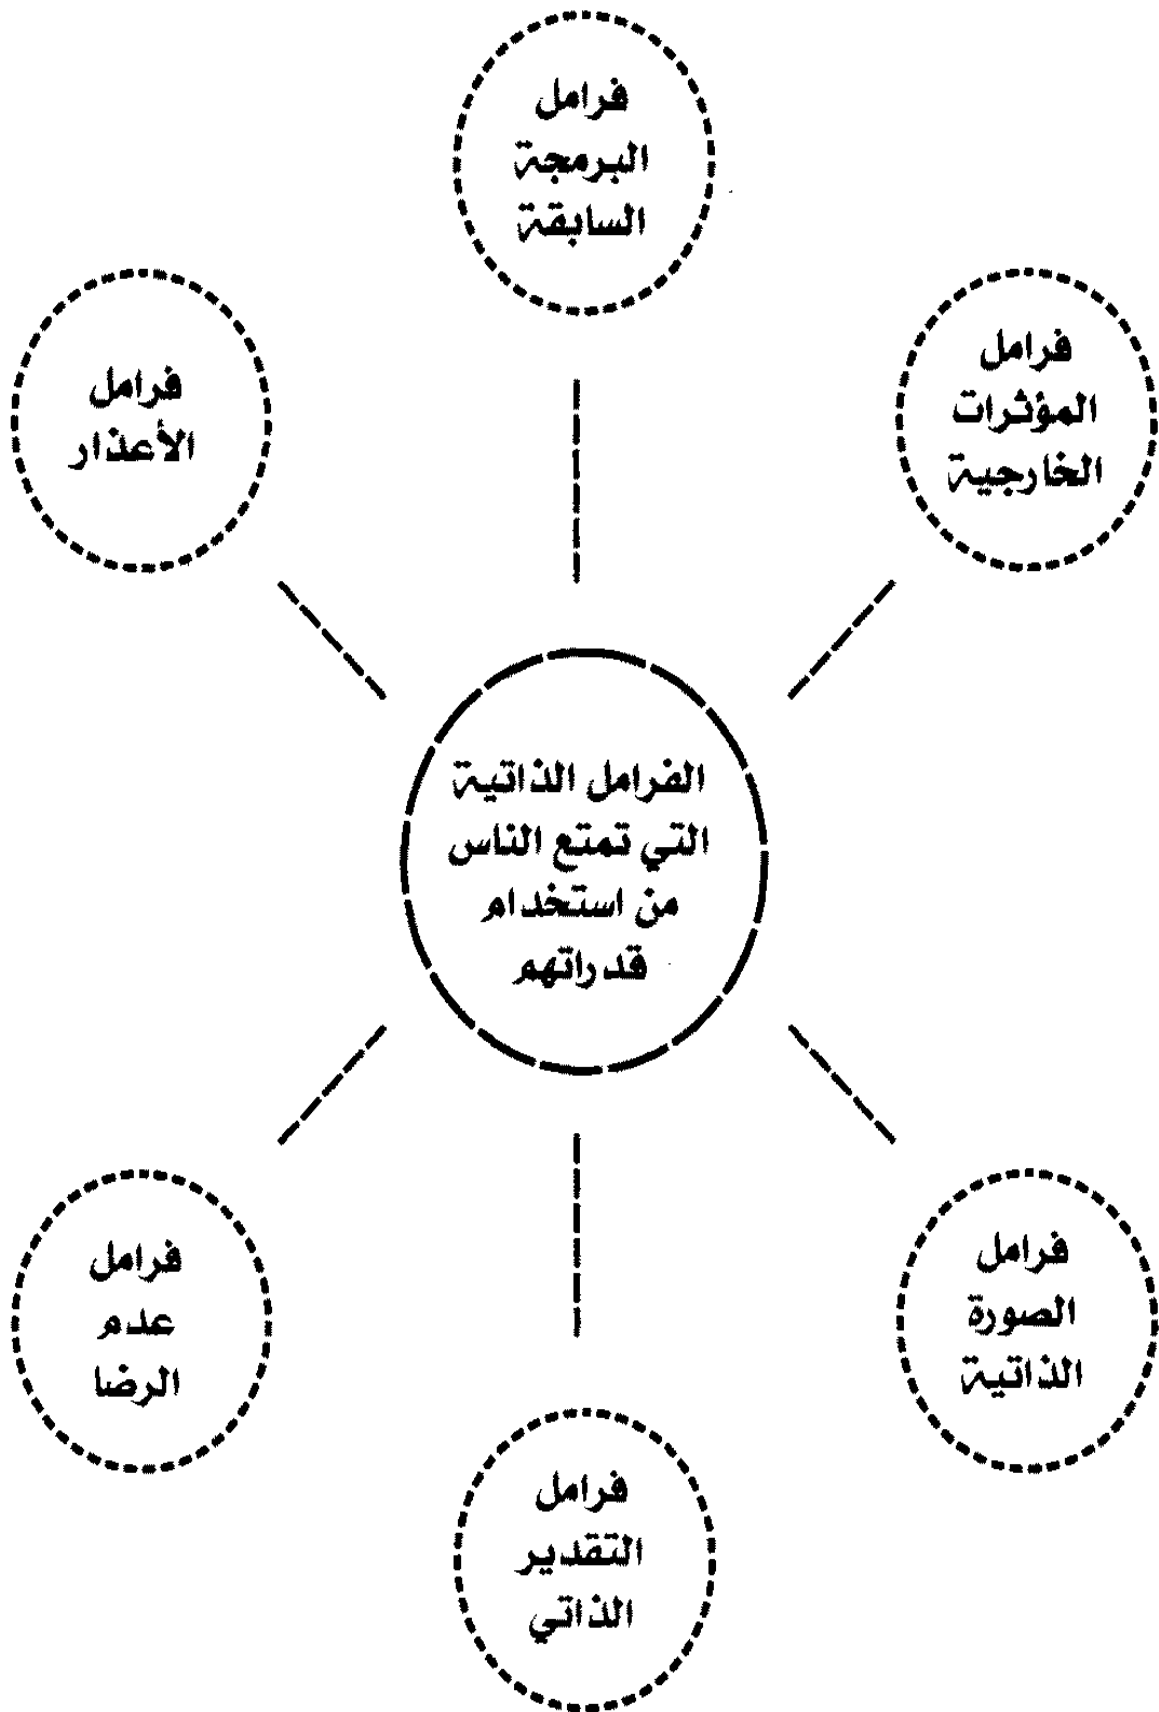 فرامل
البرمجة
السابقة
فرامل
المؤثرات
الخارجية
فرامل
الأعذار
الفرامل الذاتية
التي تمتع الناس
من استخدام
قدراتهم
فرامل
الصورة
الذاتية
فرامل
عدم
الرضا
فرامل
التقدير
الذاتي